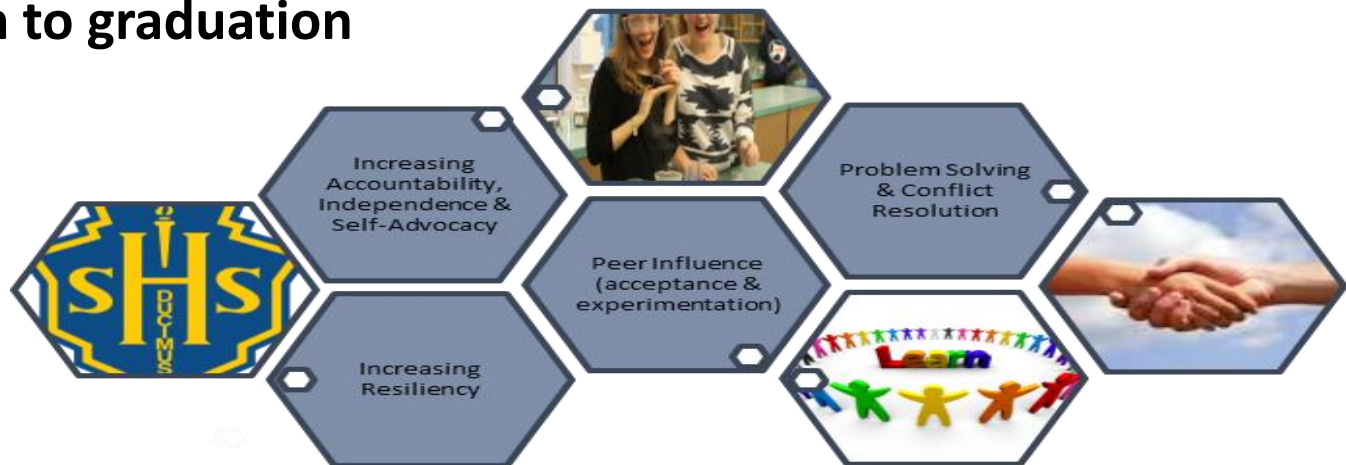 to graduation
Increasing
Accountability,
Independence &
Self-Advocacy
Problem Solving
& Conflict
Resolution
SHS
DUCIMUS
Peer Influence
(acceptance &
experimentation)
Learn
Increasing
Resiliency